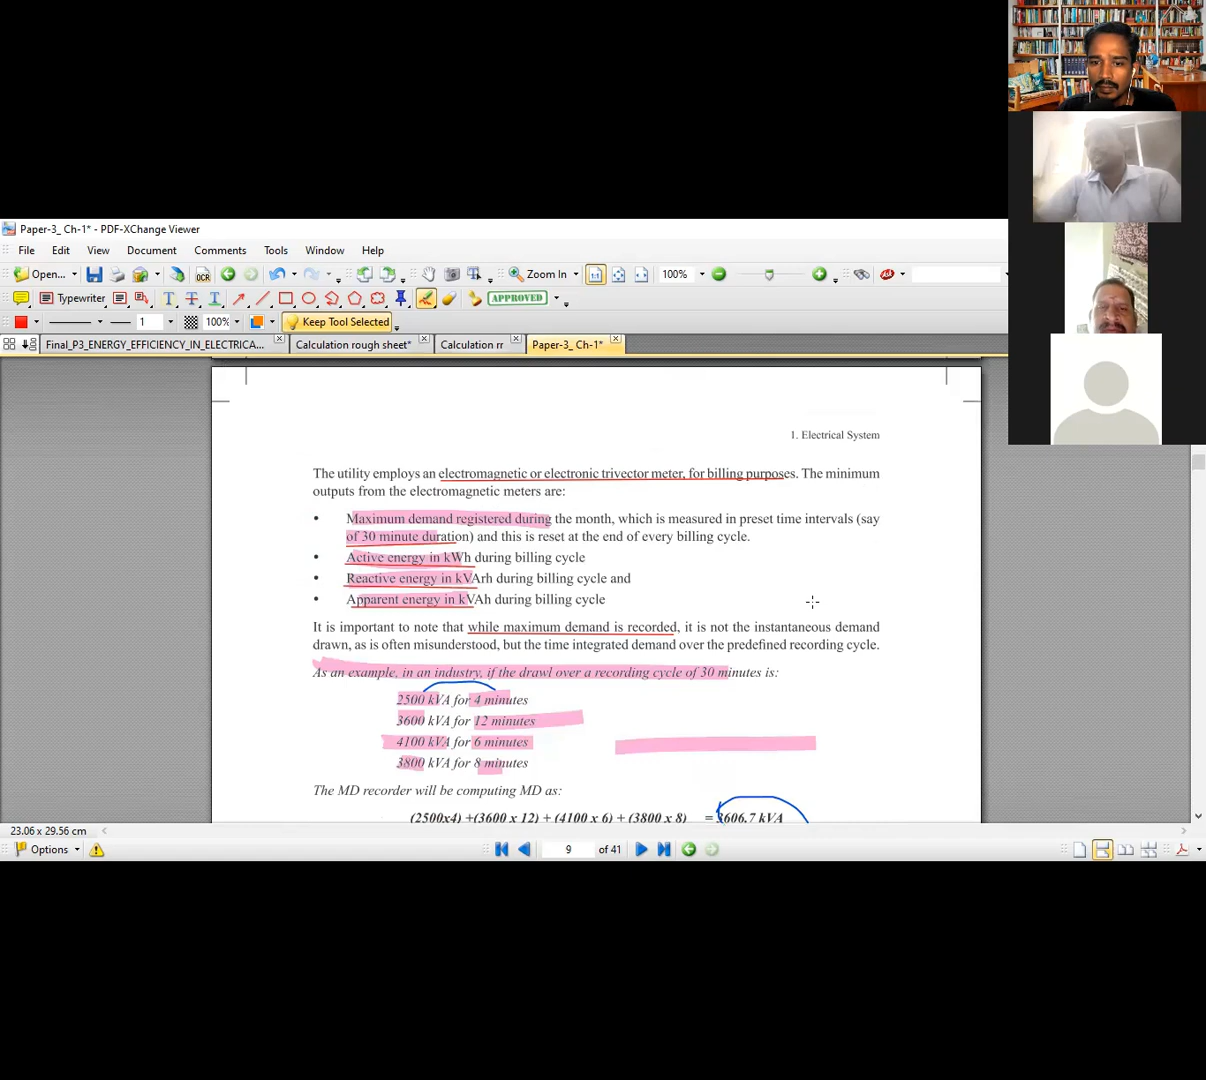 Paper-3_ Ch-1* - PDF-XChange Viewer
File Edit View Document Comments Tools Window Help
Open... OCR Zoom In 100%
Typewriter APPROVED
1 100% Keep Tool Selected
Final_P3_ENERGY_EFFICIENCY_IN_ELECTRICA... Calculation rough sheet* Calculation rr Paper-3_ Ch-1*
1. Electrical System
The utility employs an electromagnetic or electronic trivector meter, for billing purposes. The minimum
outputs from the electromagnetic meters are:
• Maximum demand registered during the month, which is measured in preset time intervals (say
of 30 minute duration) and this is reset at the end of every billing cycle.
• Active energy in kWh during billing cycle
• Reactive energy in kVArh during billing cycle and
• Apparent energy in kVAh during billing cycle
It is important to note that while maximum demand is recorded, it is not the instantaneous demand
drawn, as is often misunderstood, but the time integrated demand over the predefined recording cycle.
As an example, in an industry, if the drawl over a recording cycle of 30 minutes is:
2500 kVA for 4 minutes
3600 kVA for 12 minutes
4100 kVA for 6 minutes
3800 kVA for 8 minutes
The MD recorder will be computing MD as:
(2500x4) +(3600 x 12) + (4100 x 6) + (3800 x 8) = 3606.7 kVA
23.06 x 29.56 cm
Options 9 of 41